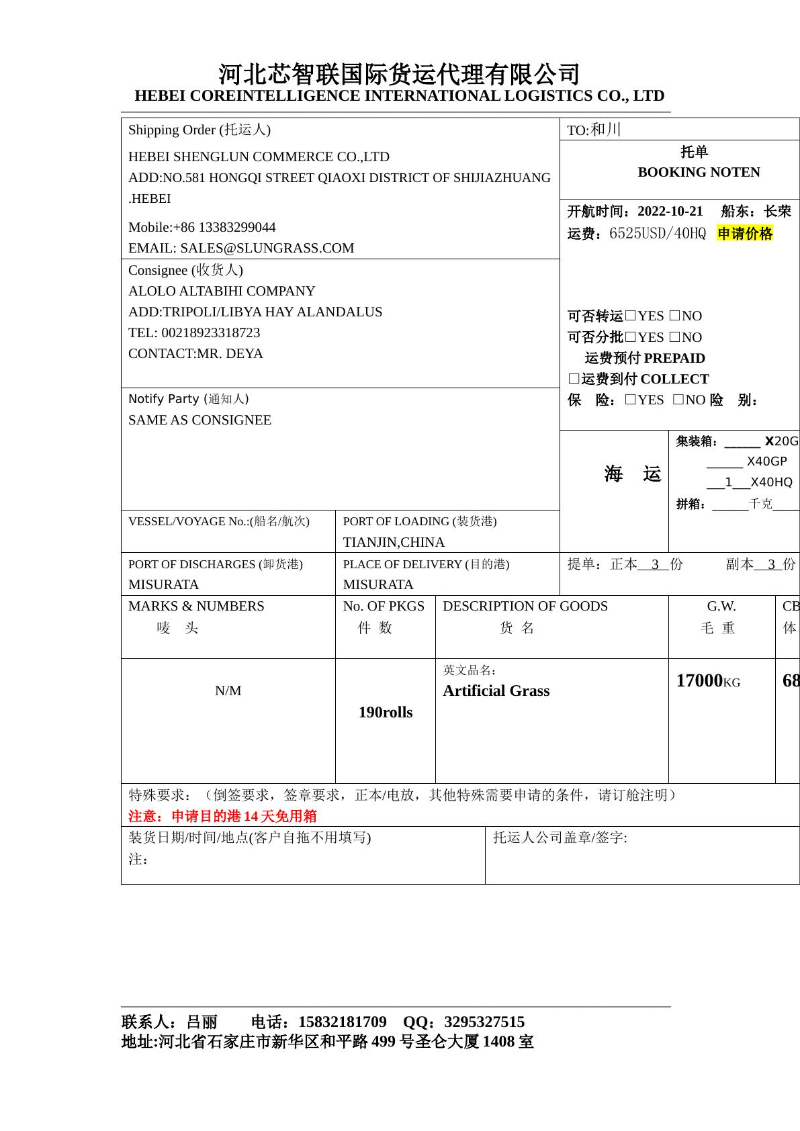 河北芯智联国际货运代理有限公司
HEBEI COREINTELLIGENCE INTERNATIONAL LOGISTICS CO., LTD
Shipping Order (托运人)
HEBEI SHENGLUN COMMERCE CO.,LTD
ADD:NO.581 HONGQI STREET QIAOXI DISTRICT OF SHIJIAZHUANG
.HEBEI
Mobile:+86 13383299044
EMAIL: SALES@SLUNGRASS.COM
TO:和川
托单
BOOKING NOTEN
开航时间：2022-10-21 船东：长荣
运费：6525USD/40HQ 申请价格
可否转运□YES □NO
可否分批□YES □NO
运费预付 PREPAID
□运费到付 COLLECT
保 险：□YES □NO 险 别：
Consignee (收货人)
ALOLO ALTABIHI COMPANY
ADD:TRIPOLI/LIBYA HAY ALANDALUS
TEL: 00218923318723
CONTACT:MR. DEYA
Notify Party (通知人)
SAME AS CONSIGNEE
海 运
集装箱：______ X20G
______ X40GP
___1___X40HQ
拼箱：______千克____
VESSEL/VOYAGE No.:(船名/航次)
PORT OF LOADING (装货港)
TIANJIN,CHINA
PORT OF DISCHARGES (卸货港)
MISURATA
PLACE OF DELIVERY (目的港)
MISURATA
提单：正本__3__份 副本__3__份
MARKS & NUMBERS
唛 头
No. OF PKGS
件 数
DESCRIPTION OF GOODS
货 名
G.W.
毛 重
CB
体
N/M
190rolls
英文品名：
Artificial Grass
17000KG
68
特殊要求：（倒签要求，签章要求，正本/电放，其他特殊需要申请的条件，请订舱注明）
注意：申请目的港 14 天免用箱
装货日期/时间/地点(客户自拖不用填写)
注：
托运人公司盖章/签字:
联系人：吕丽 电话：15832181709 QQ：3295327515
地址:河北省石家庄市新华区和平路 499 号圣仑大厦 1408 室